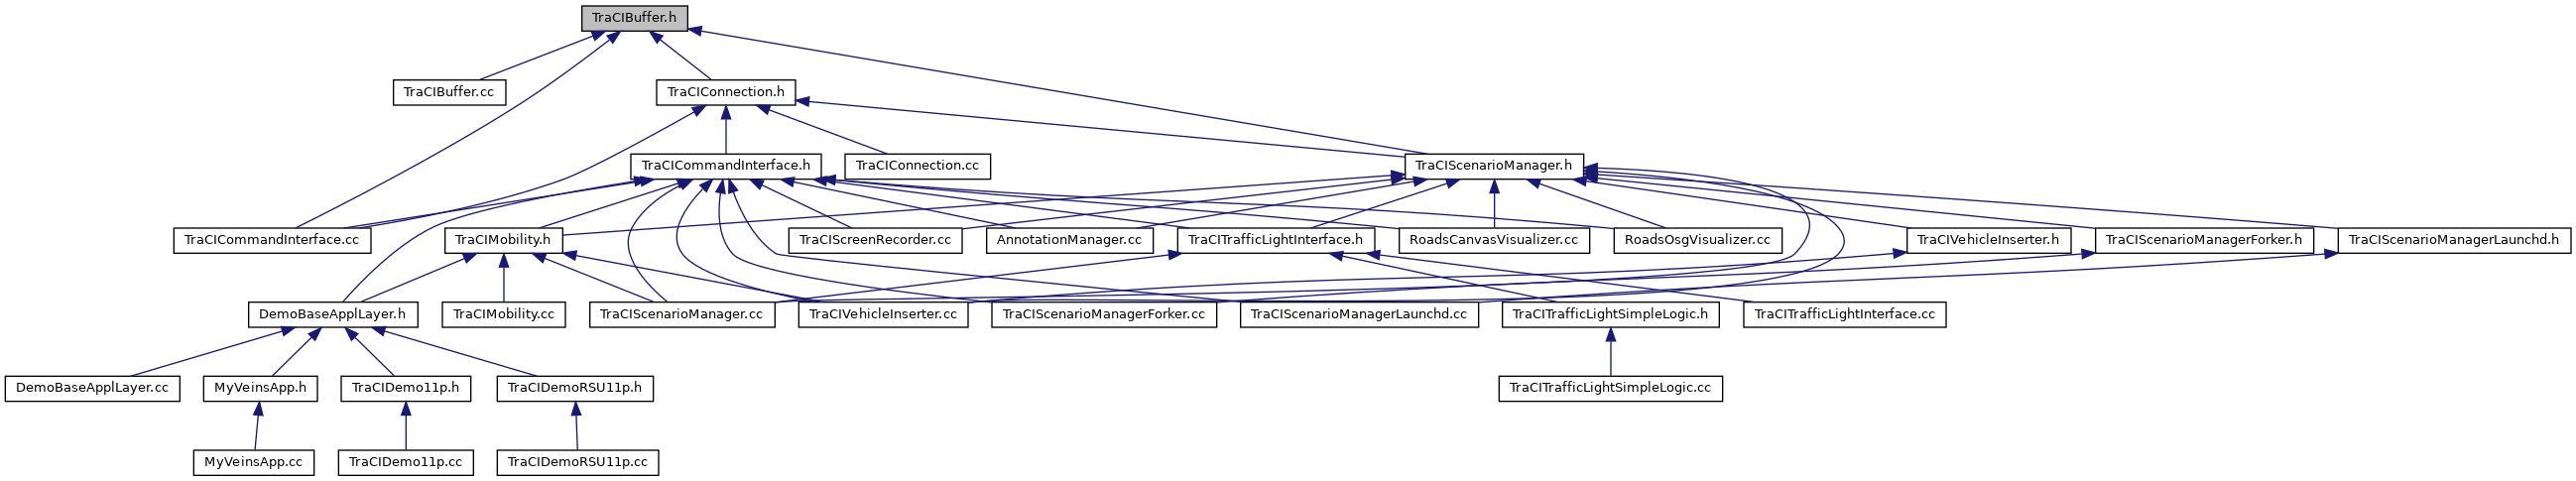 TraCIBuffer.h
TraCIBuffer.cc
TraCIConnection.h
TraCICommandInterface.h
TraCIConnection.cc
TraCIScenarioManager.h
TraCICommandInterface.cc
TraCIMobility.h
TraCIScreenRecorder.cc
AnnotationManager.cc
TraCITrafficLightInterface.h
RoadsCanvasVisualizer.cc
RoadsOsgVisualizer.cc
TraCIVehicleInserter.h
TraCIScenarioManagerForker.h
TraCIScenarioManagerLaunchd.h
DemoBaseApplLayer.h
TraCIMobility.cc
TraCIScenarioManager.cc
TraCIVehicleInserter.cc
TraCIScenarioManagerForker.cc
TraCIScenarioManagerLaunchd.cc
TraCITrafficLightSimpleLogic.h
TraCITrafficLightInterface.cc
DemoBaseApplLayer.cc
MyVeinsApp.h
TraCIDemo11p.h
TraCIDemoRSU11p.h
TraCITrafficLightSimpleLogic.cc
MyVeinsApp.cc
TraCIDemo11p.cc
TraCIDemoRSU11p.cc